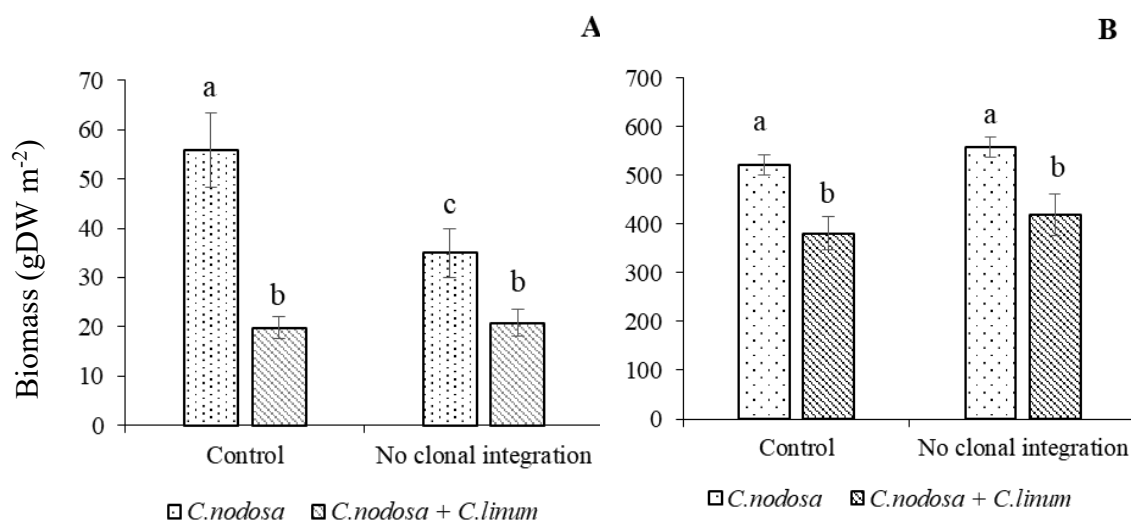 A
Biomass (gDW m-2)
70
60
50
40
30
20
10
0
a
b
c
b
Control
No clonal integration
C.nodosa
C.nodosa + C.linum
B
700
600
500
400
300
200
100
0
a
b
a
b
Control
No clonal integration
C.nodosa
C.nodosa + C.linum